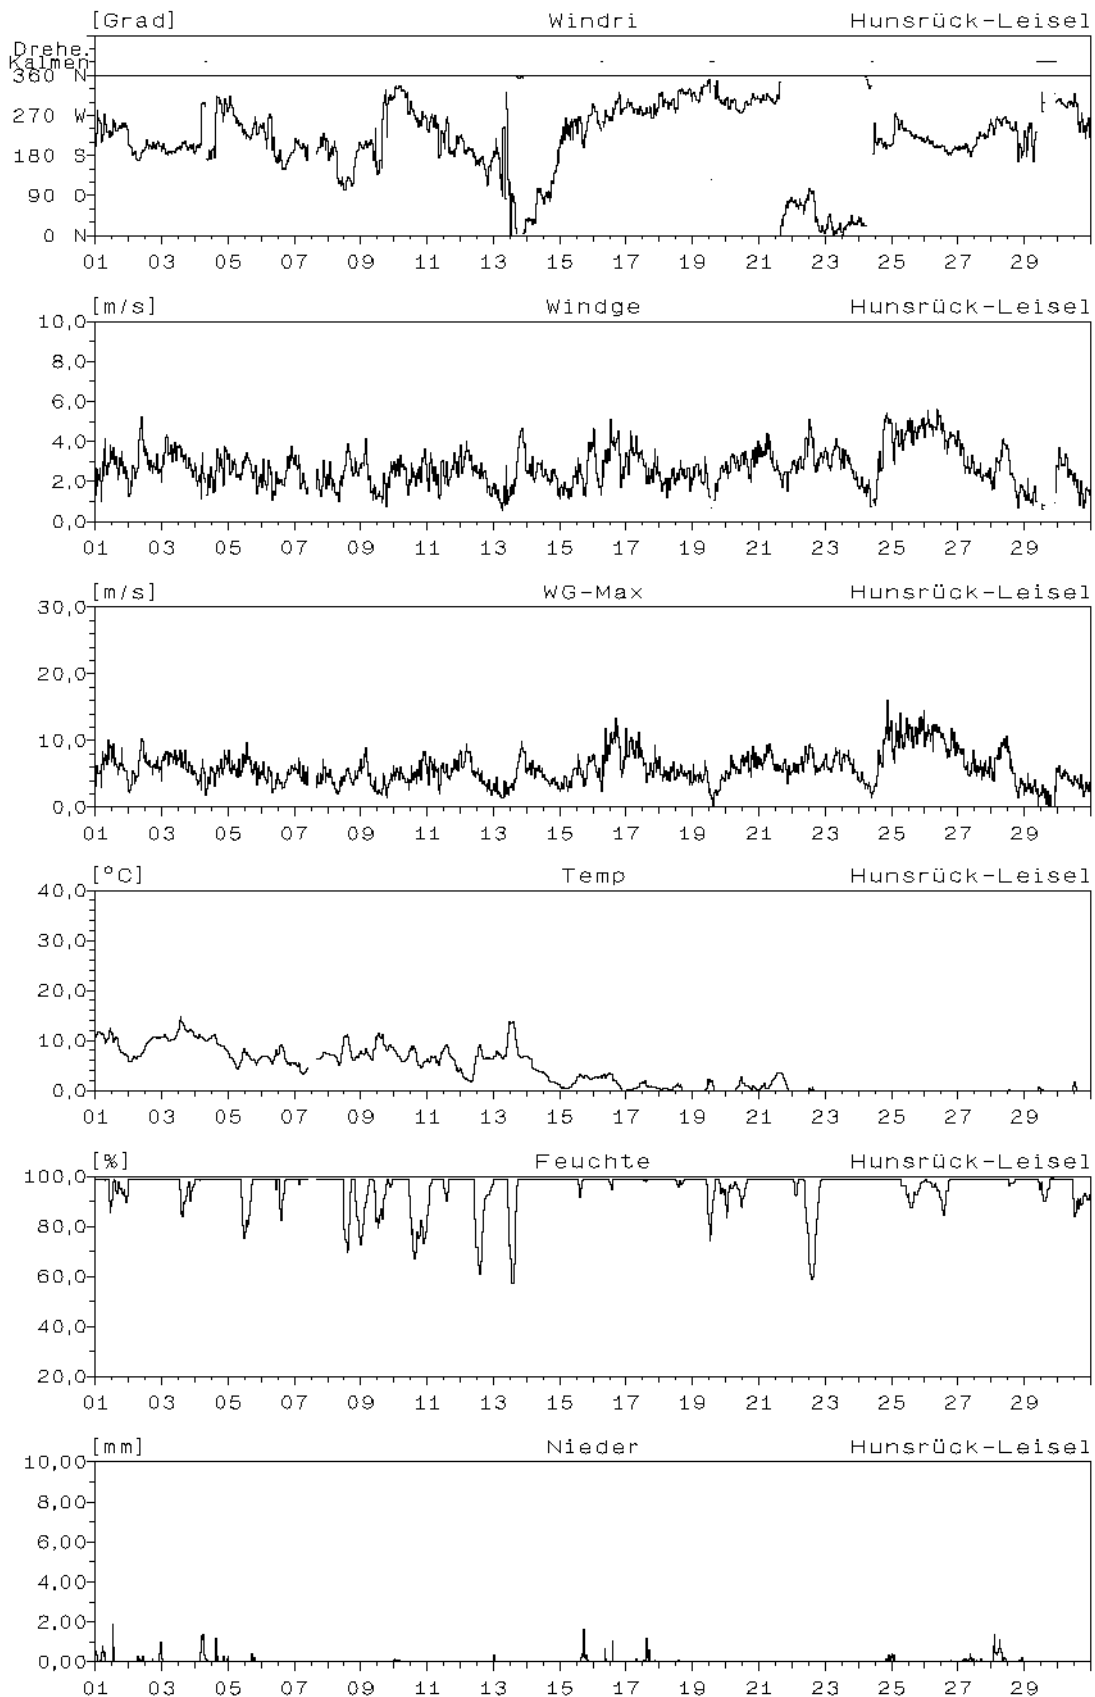 [Grad] Windri Hunsrück-Leisel
Drehe.
Kalmen
360 N
270 W
180 S
90 O
0 N
01 03 05 07 09 11 13 15 17 19 21 23 25 27 29
[m/s] Windge Hunsrück-Leisel
10,0
8,0
6,0
4,0
2,0
0,0
01 03 05 07 09 11 13 15 17 19 21 23 25 27 29
[m/s] WG-Max Hunsrück-Leisel
30,0
20,0
10,0
0,0
01 03 05 07 09 11 13 15 17 19 21 23 25 27 29
[°C] Temp Hunsrück-Leisel
40,0
30,0
20,0
10,0
0,0
01 03 05 07 09 11 13 15 17 19 21 23 25 27 29
[%] Feuchte Hunsrück-Leisel
100,0
80,0
60,0
40,0
20,0
01 03 05 07 09 11 13 15 17 19 21 23 25 27 29
[mm] Nieder Hunsrück-Leisel
10,00
8,00
6,00
4,00
2,00
0,00
01 03 05 07 09 11 13 15 17 19 21 23 25 27 29